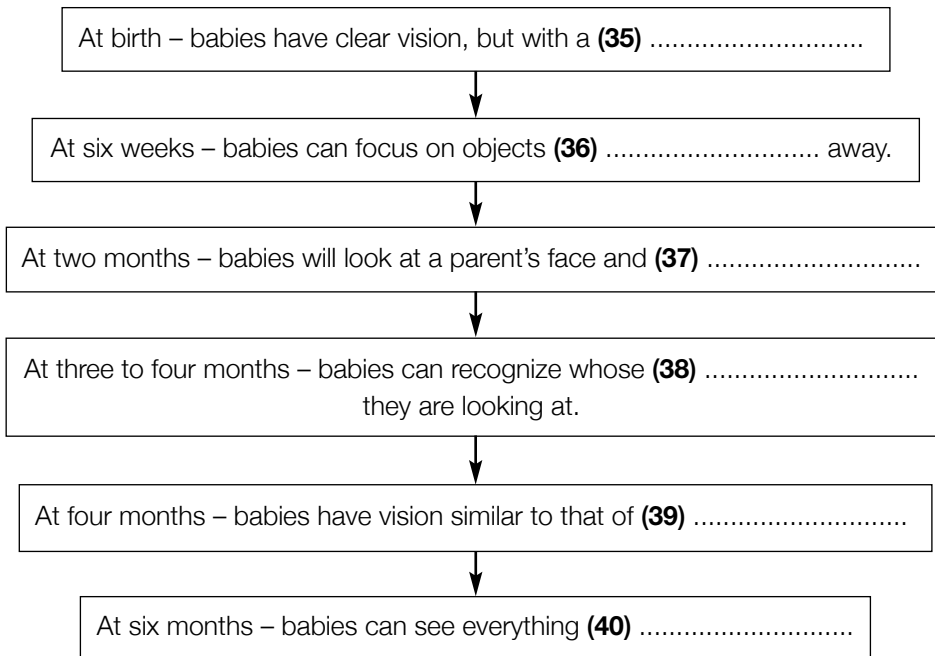 At birth – babies have clear vision, but with a (35) ............................
At six weeks – babies can focus on objects (36) ............................ away.
At two months – babies will look at a parent’s face and (37) ............................
At three to four months – babies can recognize whose (38) ............................
they are looking at.
At four months – babies have vision similar to that of (39) ............................
At six months – babies can see everything (40) ............................